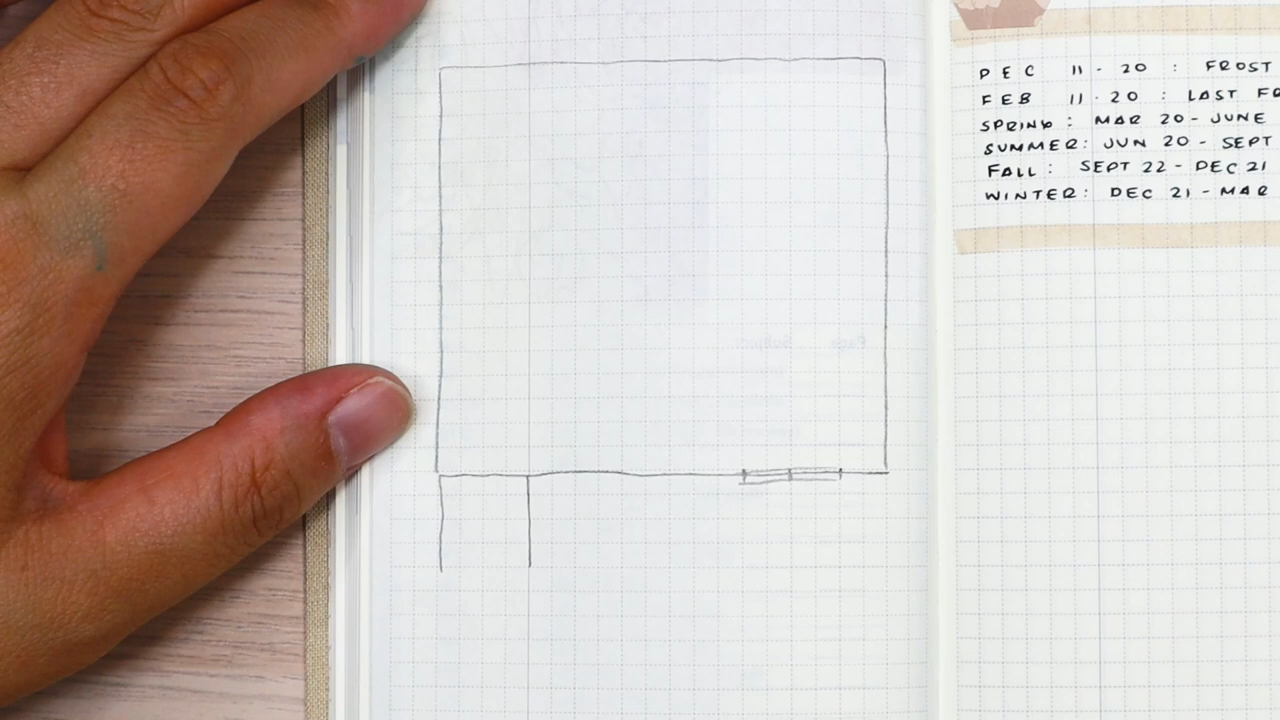 DEC 11 - 20 : FROST
FEB 11 - 20 : LAST
SPRING : MAR 20 - JUNE
SUMMER: JUN 20 - SEPT
FALL : SEPT 22 - DEC 21
WINTER: DEC 21 - MAR